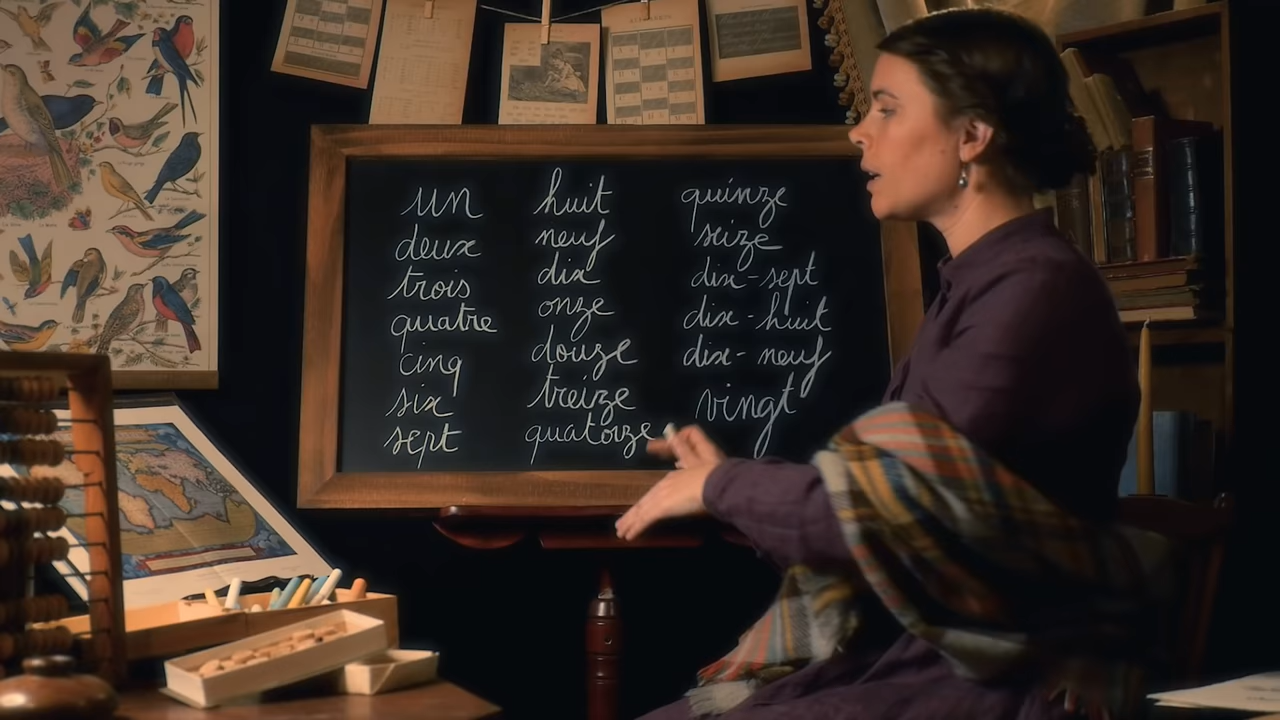 un
deux
trois
quatre
cinq
six
sept
huit
neuf
dix
onze
douze
treize
quatorze
quinze
seize
dix-sept
dix-huit
dix-neuf
vingt